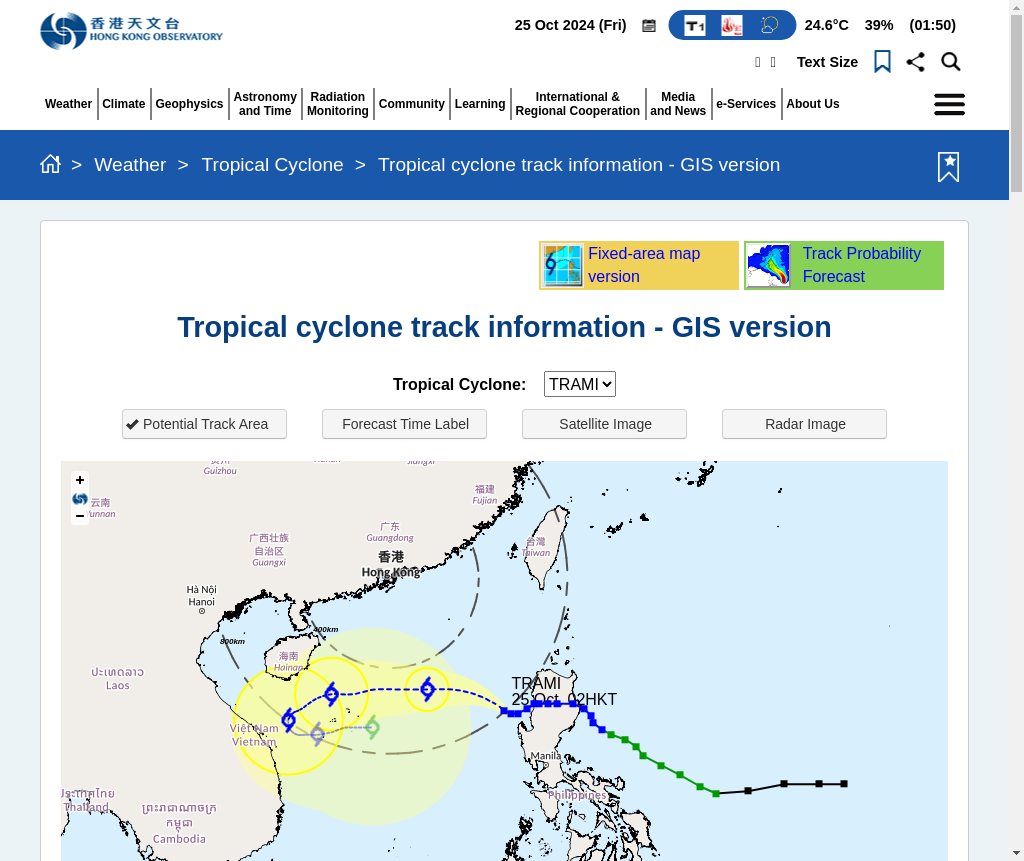 香港天文台
HONG KONG OBSERVATORY
25 Oct 2024 (Fri)
T 1
24.6°C
39%
(01:50)
Text Size
Weather
Climate
Geophysics
Astronomy
and Time
Radiation
Monitoring
Community
Learning
International &
Regional Cooperation
Media
and News
e-Services
About Us
> Weather > Tropical Cyclone > Tropical cyclone track information - GIS version
Fixed-area map
version
Track Probability
Forecast
Tropical cyclone track information - GIS version
Tropical Cyclone:
TRAMI
Potential Track Area
Forecast Time Label
Satellite Image
Radar Image
+
−
Guizhou
Jiangxi
云南
Yunnan
福建
Fujian
广西壮族
自治区
Guangxi
广东
Guangdong
香港
Hong Kong
台灣
Taiwan
Hà Nội
Hanoi
800km
400km
海南
Hainan
ປະເທດລາວ
Laos
TRAMI
25 Oct, 02HKT
Việt Nam
Vietnam
Manila
Philippines
ประเทศไทย
Thailand
ព្រះរាជាណាចក្រ
កម្ពុជា
Cambodia